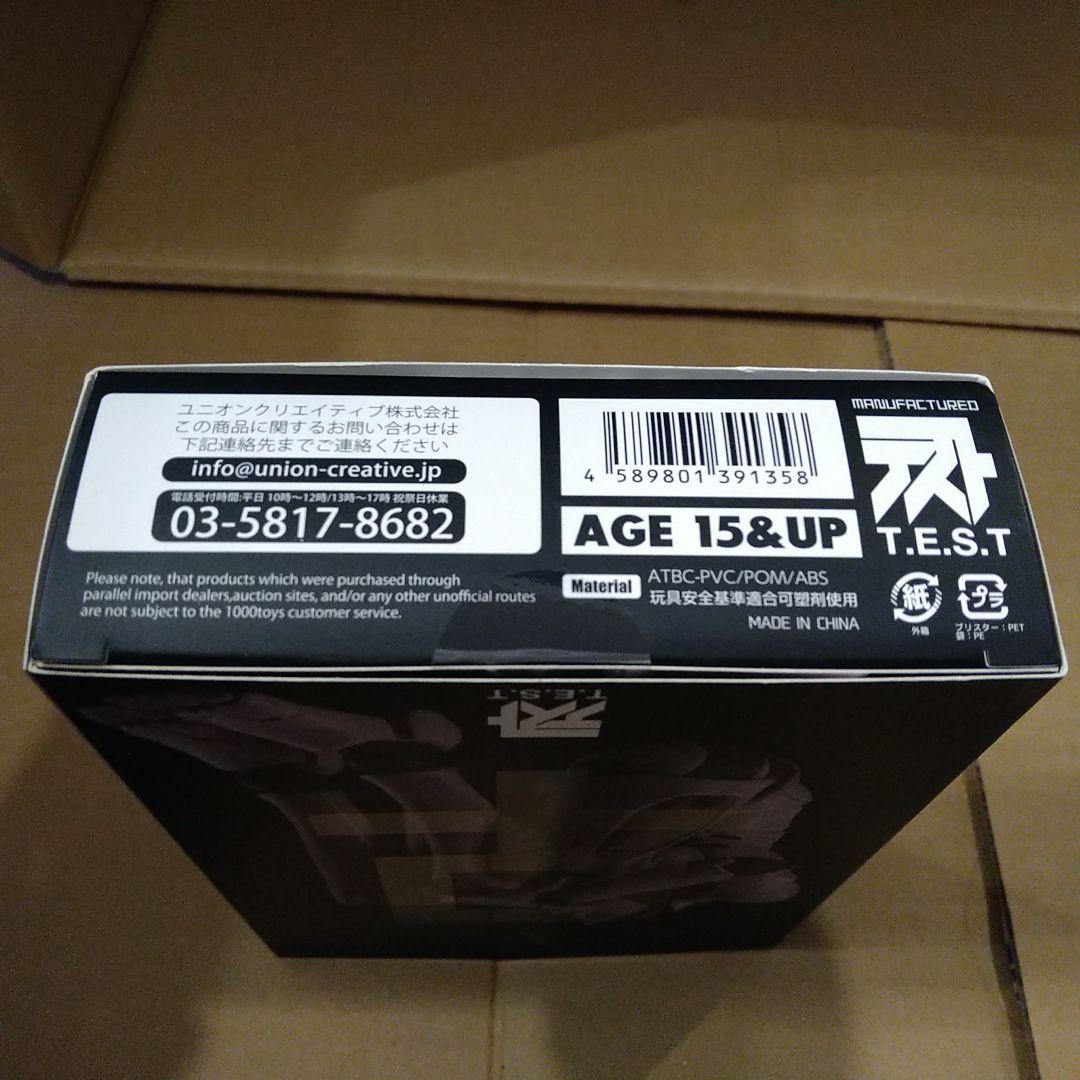 ユニオンクリエイティブ株式会社
この商品に関するお問い合わせは
下記連絡先までご連絡ください
info@union-creative.jp
電話受付時間:平日 10時〜12時/13時〜17時 祝祭日休業
03-5817-8682
Please note, that products which were purchased through
parallel import dealers,auction sites, and/or any other unofficial routes
are not subject to the 1000toys customer service.
4 589801 391358
AGE 15&UP
Material
ATBC-PVC/POM/ABS
玩具安全基準適合可塑剤使用
MADE IN CHINA
MANUFACTURED
テスト
T.E.S.T
紙
外箱
プラ
ブリスター:PET
袋:PE
テスト
T.E.S.T